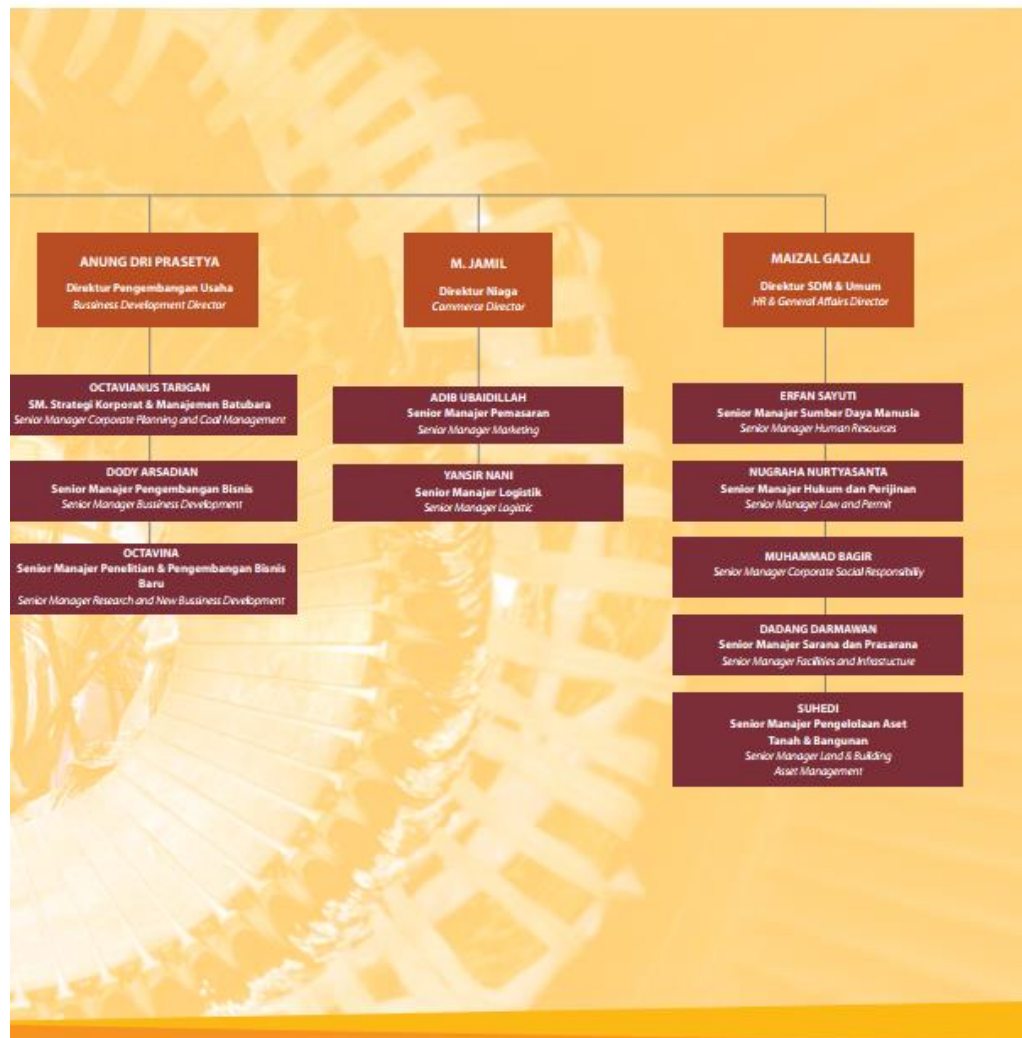 ANUNG DRI PRASETYA
Direktur Pengembangan Usaha
Bussiness Development Director
OCTAVIANUS TARIGAN
SM. Strategi Korporat & Manajemen Batubara
Senior Manager Corporate Planning and Coal Management
DODY ARSADIAN
Senior Manajer Pengembangan Bisnis
Senior Manager Bussiness Development
OCTAVINA
Senior Manajer Penelitian & Pengembangan Bisnis
Baru
Senior Manager Research and New Bussiness Development
M. JAMIL
Direktur Niaga
Commerce Director
ADIB UBAIDILLAH
Senior Manajer Pemasaran
Senior Manager Marketing
YANSIR NANI
Senior Manajer Logistik
Senior Manager Logistic
MAIZAL GAZALI
Direktur SDM & Umum
HR & General Affairs Director
ERFAN SAYUTI
Senior Manajer Sumber Daya Manusia
Senior Manager Human Resources
NUGRAHA NURTYASANTA
Senior Manajer Hukum dan Perijinan
Senior Manager Law and Permit
MUHAMMAD BAGIR
Senior Manager Corporate Social Responsibiliy
DADANG DARMAWAN
Senior Manajer Sarana dan Prasarana
Senior Manager Facilities and Infrastucture
SUHEDI
Senior Manajer Pengelolaan Aset
Tanah & Bangunan
Senior Manager Land & Building
Asset Management